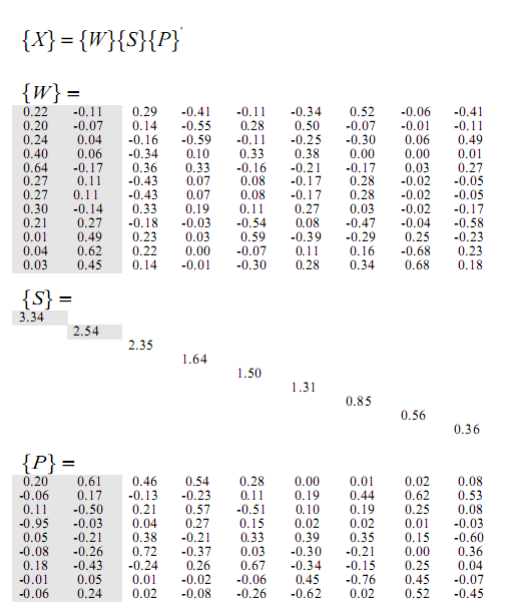 {X} = {W}{S}{P}'
{W} =
0.22 -0.11 0.29 -0.41 -0.11 -0.34 0.52 -0.06 -0.41
0.20 -0.07 0.14 -0.55 0.28 0.50 -0.07 -0.01 -0.11
0.24 0.04 -0.16 -0.59 -0.11 -0.25 -0.30 0.06 0.49
0.40 0.06 -0.34 0.10 0.33 0.38 0.00 0.00 0.01
0.64 -0.17 0.36 0.33 -0.16 -0.21 -0.17 0.03 0.27
0.27 0.11 -0.43 0.07 0.08 -0.17 0.28 -0.02 -0.05
0.27 0.11 -0.43 0.07 0.08 -0.17 0.28 -0.02 -0.05
0.30 -0.14 0.33 0.19 0.11 0.27 0.03 -0.02 -0.17
0.21 0.27 -0.18 -0.03 -0.54 0.08 -0.47 -0.04 -0.58
0.01 0.49 0.23 0.03 0.59 -0.39 -0.29 0.25 -0.23
0.04 0.62 0.22 0.00 -0.07 0.11 0.16 -0.68 0.23
0.03 0.45 0.14 -0.01 -0.30 0.28 0.34 0.68 0.18
{S} =
3.34
2.54
2.35
1.64
1.50
1.31
0.85
0.56
0.36
{P} =
0.20 0.61 0.46 0.54 0.28 0.00 0.01 0.02 0.08
-0.06 0.17 -0.13 -0.23 0.11 0.19 0.44 0.62 0.53
0.11 -0.50 0.21 0.57 -0.51 0.10 0.19 0.25 0.08
-0.95 -0.03 0.04 0.27 0.15 0.02 0.02 0.01 -0.03
0.05 -0.21 0.38 -0.21 0.33 0.39 0.35 0.15 -0.60
-0.08 -0.26 0.72 -0.37 0.03 -0.30 -0.21 0.00 0.36
0.18 -0.43 -0.24 0.26 0.67 -0.34 -0.15 0.25 0.04
-0.01 0.05 0.01 -0.02 -0.06 0.45 -0.76 0.45 -0.07
-0.06 0.24 0.02 -0.08 -0.26 -0.62 0.02 0.52 -0.45